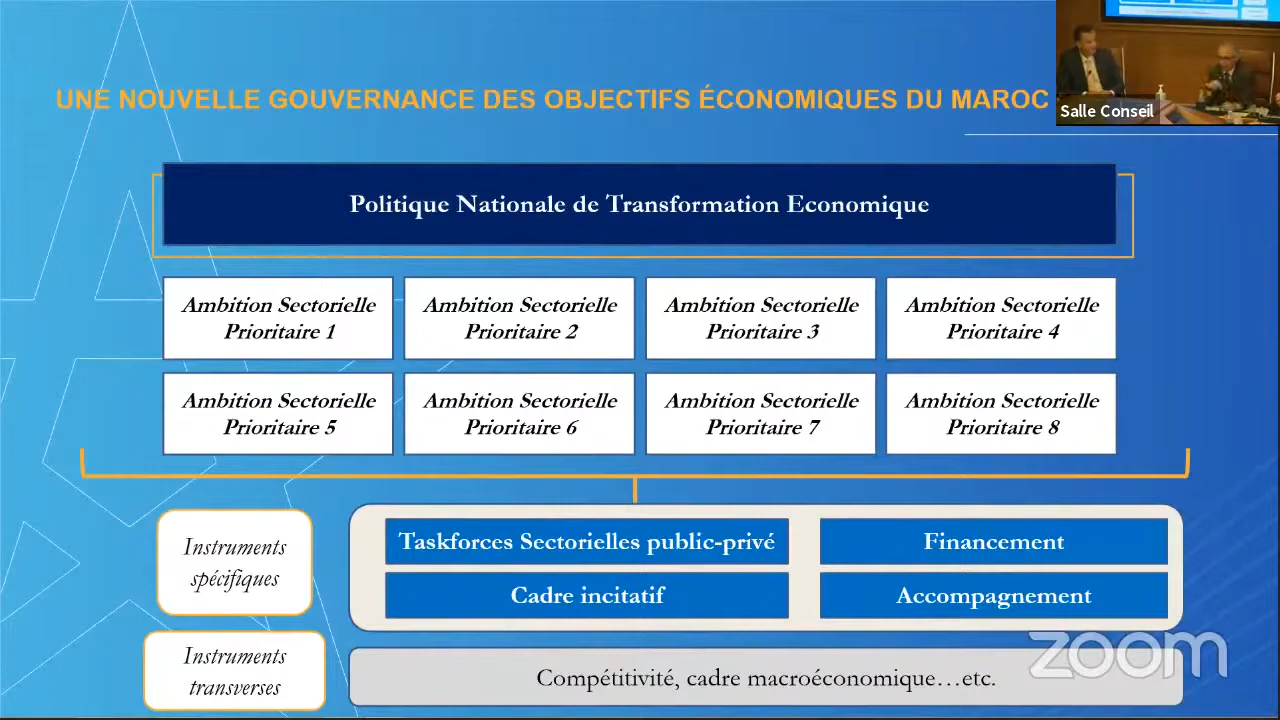 UNE NOUVELLE GOUVERNANCE DES OBJECTIFS ÉCONOMIQUES DU MAROC
Salle Conseil
Politique Nationale de Transformation Economique
Ambition Sectorielle
Prioritaire 1
Ambition Sectorielle
Prioritaire 2
Ambition Sectorielle
Prioritaire 3
Ambition Sectorielle
Prioritaire 4
Ambition Sectorielle
Prioritaire 5
Ambition Sectorielle
Prioritaire 6
Ambition Sectorielle
Prioritaire 7
Ambition Sectorielle
Prioritaire 8
Instruments
spécifiques
Taskforces Sectorielles public-privé
Financement
Cadre incitatif
Accompagnement
Instruments
transverses
Compétitivité, cadre macroéconomique…etc.
zoom